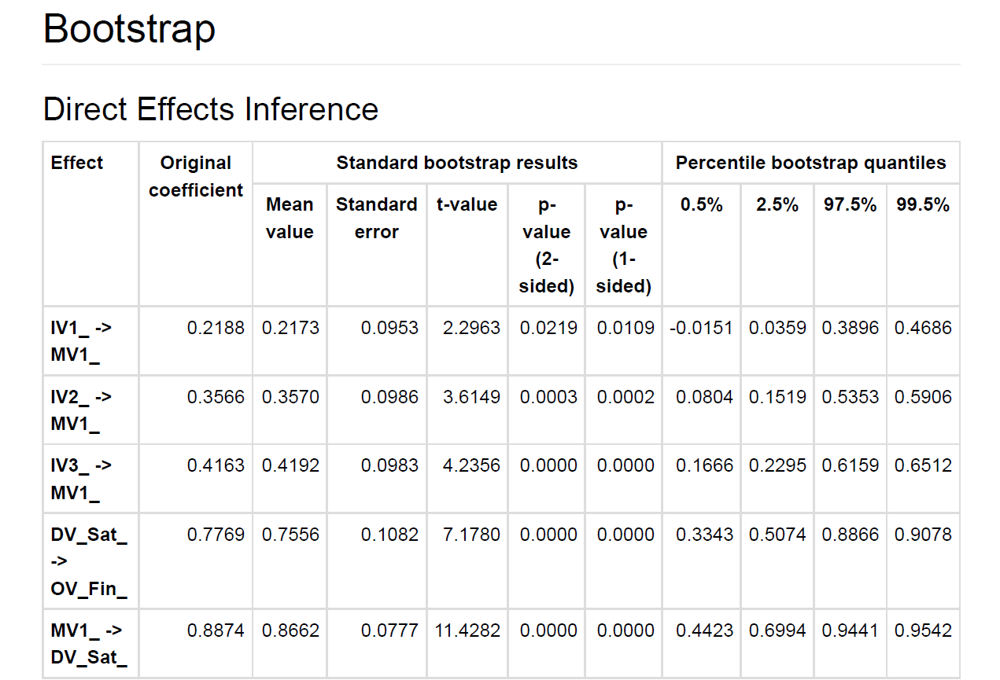 Bootstrap
Direct Effects Inference
Effect Original Standard bootstrap results Percentile bootstrap quantiles
coefficient
Mean Standard t-value p- p- 0.5% 2.5% 97.5% 99.5%
value error value value
(2- (1-
sided) sided)
IV1_ -> 0.2188 0.2173 0.0953 2.2963 0.0219 0.0109 -0.0151 0.0359 0.3896 0.4686
MV1_
IV2_ -> 0.3566 0.3570 0.0986 3.6149 0.0003 0.0002 0.0804 0.1519 0.5353 0.5906
MV1_
IV3_ -> 0.4163 0.4192 0.0983 4.2356 0.0000 0.0000 0.1666 0.2295 0.6159 0.6512
MV1_
DV_Sat_ 0.7769 0.7556 0.1082 7.1780 0.0000 0.0000 0.3343 0.5074 0.8866 0.9078
->
OV_Fin_
MV1_ -> 0.8874 0.8662 0.0777 11.4282 0.0000 0.0000 0.4423 0.6994 0.9441 0.9542
DV_Sat_